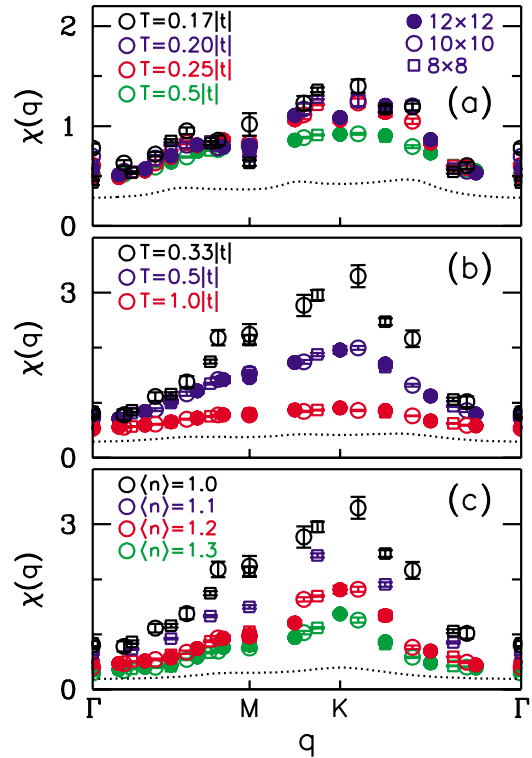 2
1
0
χ(q)
T=0.17|t|
T=0.20|t|
T=0.25|t|
T=0.5|t|
12×12
10×10
8×8
(a)
3
0
χ(q)
T=0.33|t|
T=0.5|t|
T=1.0|t|
(b)
3
0
χ(q)
⟨n⟩=1.0
⟨n⟩=1.1
⟨n⟩=1.2
⟨n⟩=1.3
(c)
Γ M K Γ
q